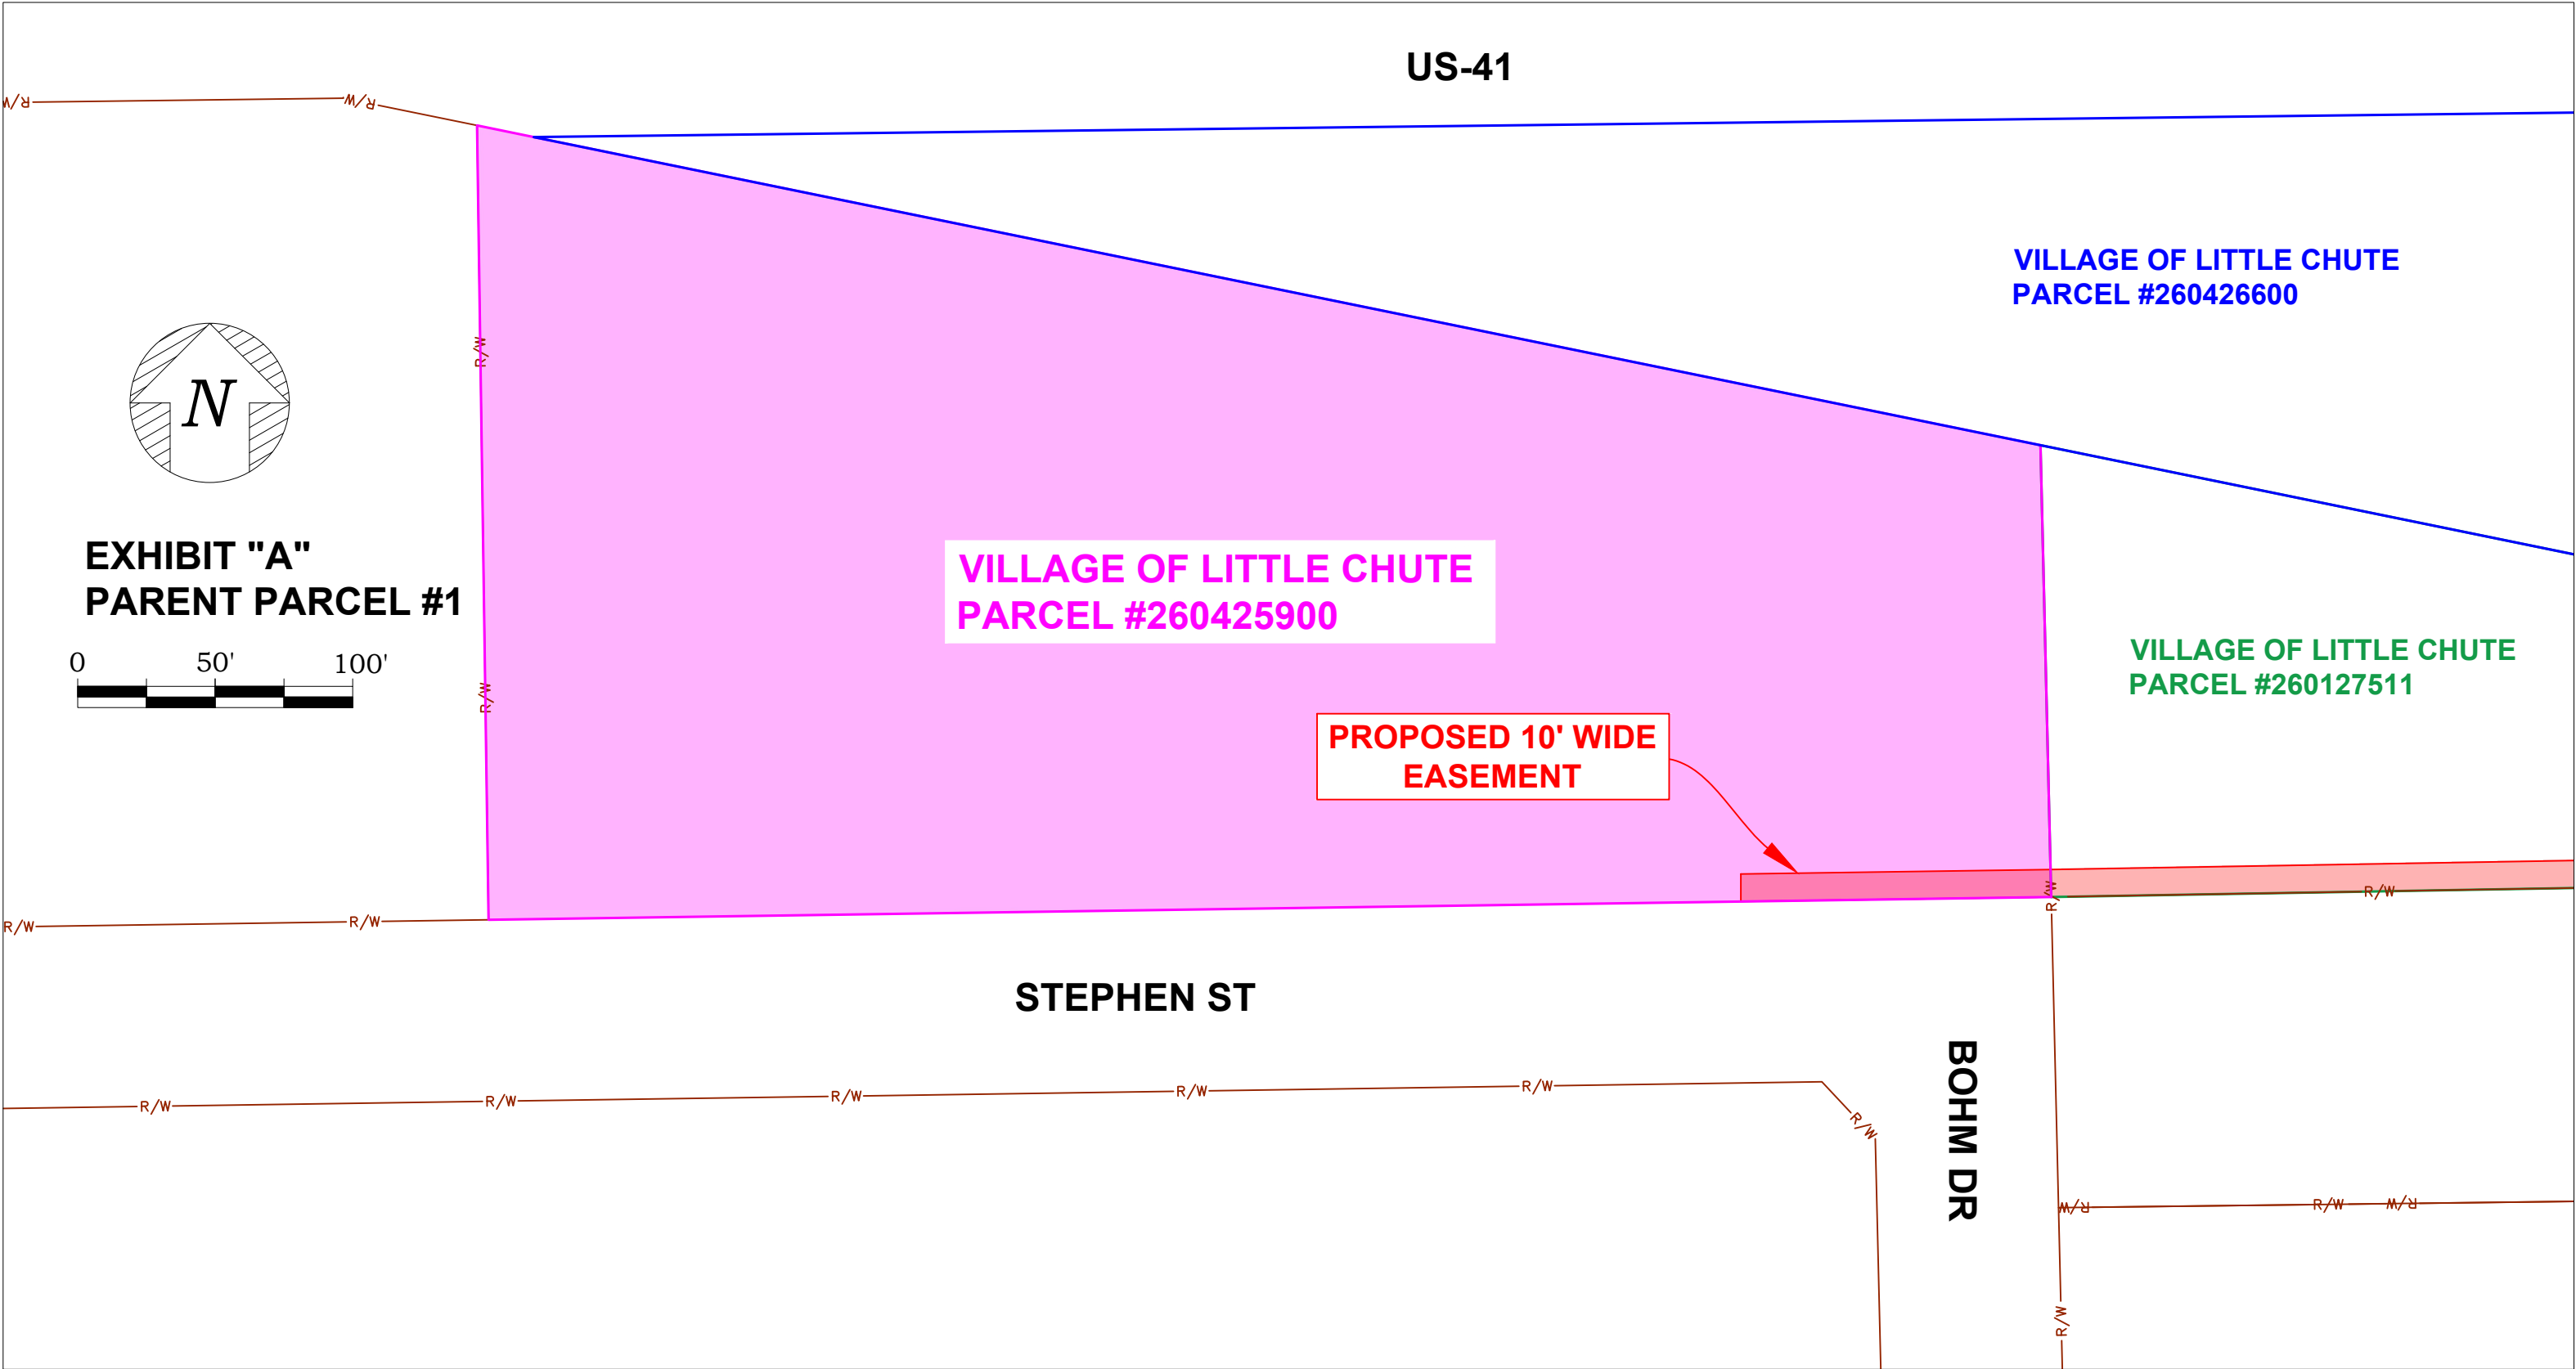 US-41
R/W
R/W
VILLAGE OF LITTLE CHUTE
PARCEL #260426600
R/W
N
EXHIBIT "A"
PARENT PARCEL #1
0 50' 100'
VILLAGE OF LITTLE CHUTE
PARCEL #260425900
VILLAGE OF LITTLE CHUTE
PARCEL #260127511
R/W
PROPOSED 10' WIDE
EASEMENT
R/W
R/W
R/W
R/W
STEPHEN ST
BOHM DR
R/W
R/W
R/W
R/W
R/W
R/W
R/W
R/W
R/W
R/W